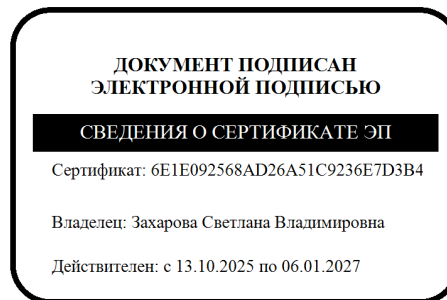 ДОКУМЕНТ ПОДПИСАН
ЭЛЕКТРОННОЙ ПОДПИСЬЮ
СВЕДЕНИЯ О СЕРТИФИКАТЕ ЭП
Сертификат: 6E1E092568AD26A51C9236E7D3B4
Владелец: Захарова Светлана Владимировна
Действителен: с 13.10.2025 по 06.01.2027